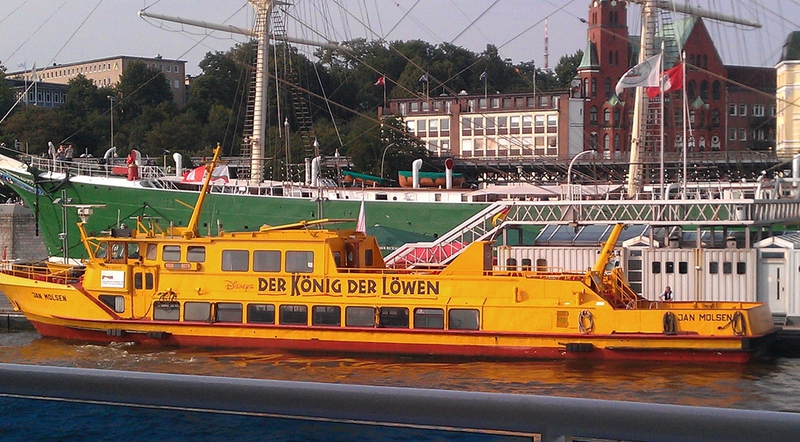 Disney's DER KÖNIG DER LÖWEN
JAN MOLSEN
JAN MOLSEN